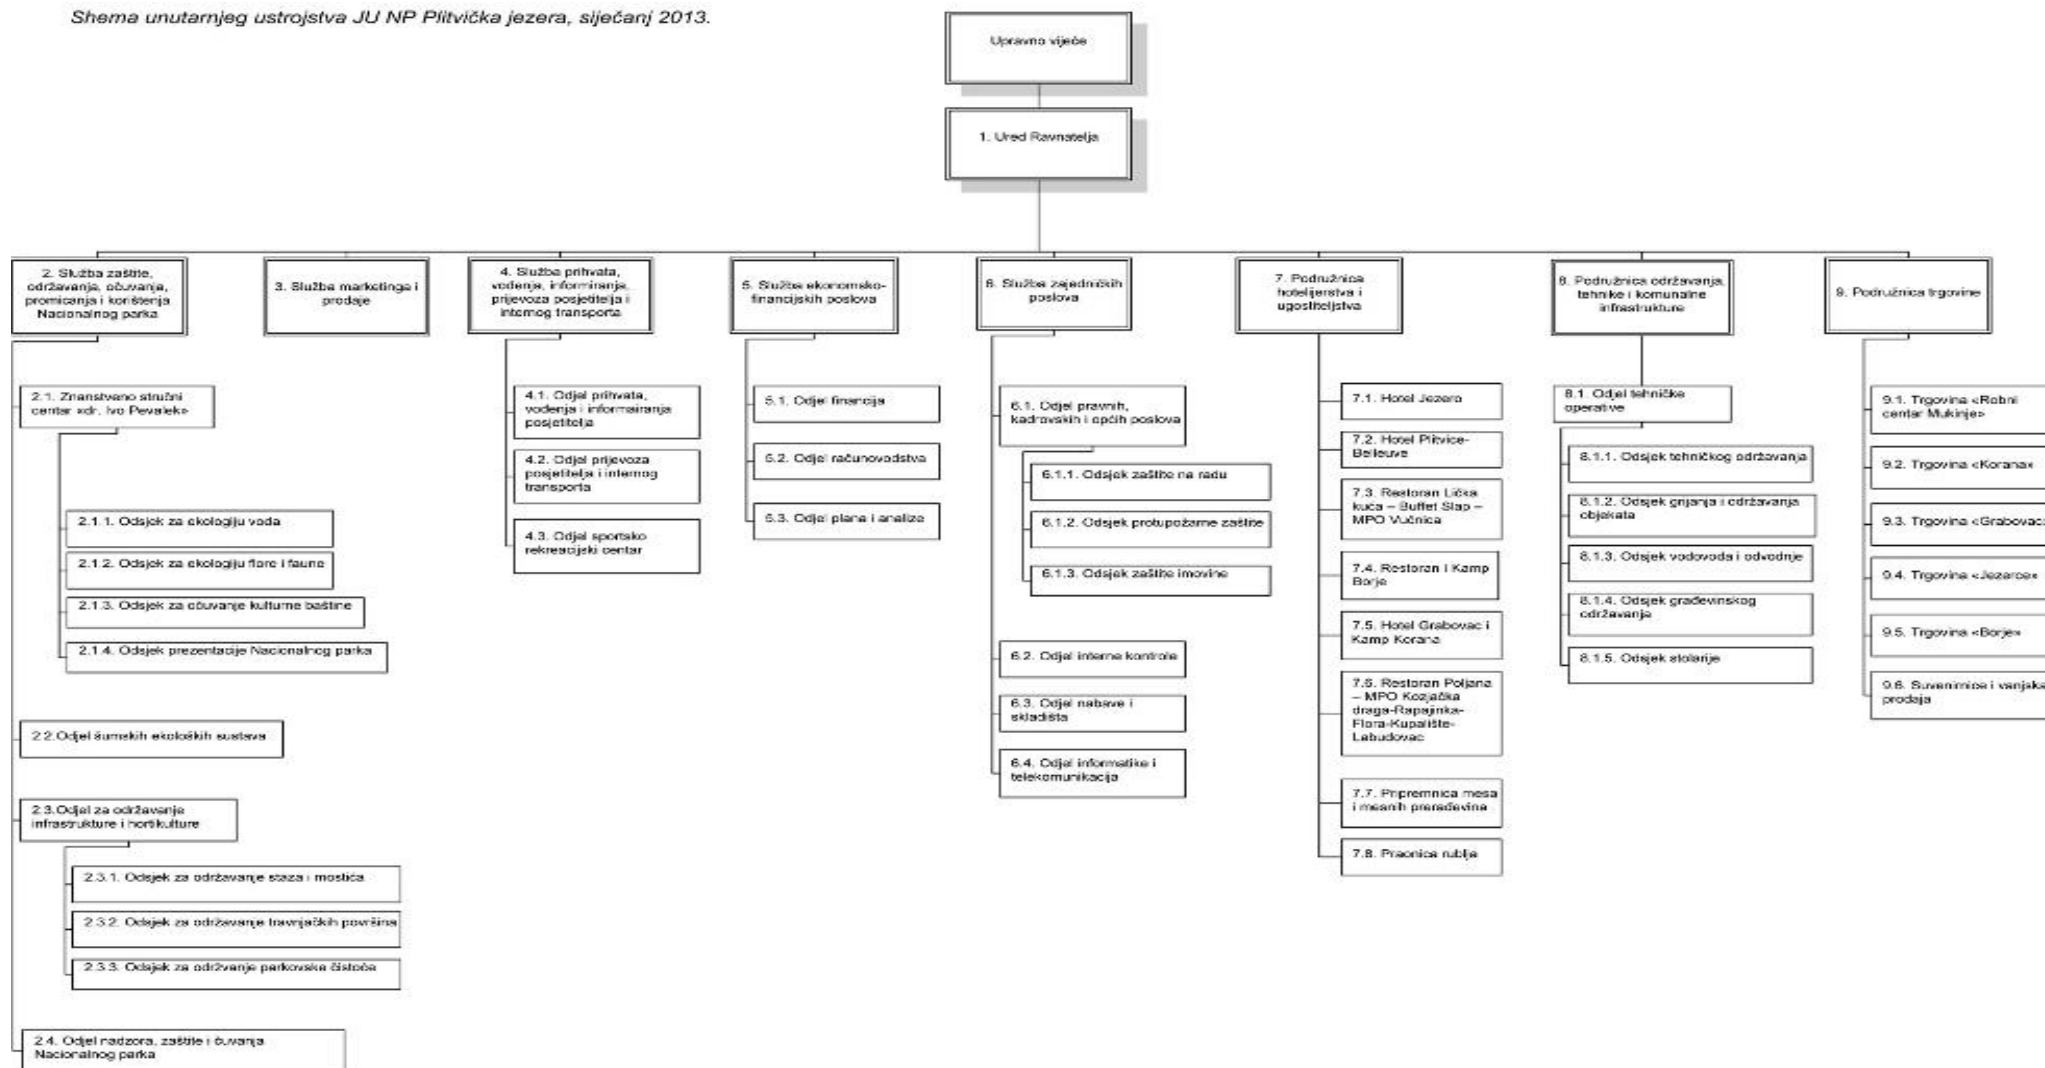 Shema unutarnjeg ustrojstva JU NP Plitvička jezera, siječanj 2013.
Upravno vijeće
1. Ured Ravnatelja
2. Služba zaštite,
održavanja, očuvanja,
promicanja i korištenja
Nacionalnog parka
3. Služba marketinga i
prodaje
4. Služba prihvata,
vođenja, informiranja,
prijevoza posjetitelja i
internog transporta
5. Služba ekonomsko-
financijskih poslova
6. Služba zajedničkih
poslova
7. Podružnica
hotelijerstva i
ugostiteljstva
8. Podružnica održavanja,
tehnike i komunalne
infrastrukture
9. Podružnica trgovine
2.1. Znanstveno stručni
centar «dr. Ivo Pevalek»
2.1.1. Odsjek za ekologiju voda
2.1.2. Odsjek za ekologiju flore i faune
2.1.3. Odsjek za očuvanje kulturne baštine
2.1.4. Odsjek prezentacije Nacionalnog parka
2.2.Odjel šumskih ekoloških sustava
2.3.Odjel za održavanje
infrastrukture i hortikulture
2.3.1. Odsjek za održavanje staza i mostića
2.3.2. Odsjek za održavanje travnjačkih površina
2.3.3. Odsjek za održvanje parkovske čistoće
2.4. Odjel nadzora, zaštite i čuvanja
Nacionalnog parka
4.1. Odjel prihvata,
vođenja i informairanja
posjetitelja
4.2. Odjel prijevoza
posjetitelja i internog
transporta
4.3. Odjel sportsko
rekreacijski centar
5.1. Odjel financija
5.2. Odjel računovodstva
5.3. Odjel plana i analize
6.1. Odjel pravnih,
kadrovskih i općih poslova
6.1.1. Odsjek zaštite na radu
6.1.2. Odsjek protupožarne zaštite
6.1.3. Odsjek zaštite imovine
6.2. Odjel interne kontrole
6.3. Odjel nabave i
skladišta
6.4. Odjel informatike i
telekomunikacija
7.1. Hotel Jezero
7.2. Hotel Plitvice-
Belleuve
7.3. Restoran Lička
kuća – Buffet Slap –
MPO Vučnica
7.4. Restoran i Kamp
Borje
7.5. Hotel Grabovac i
Kamp Korana
7.6. Restoran Poljana
– MPO Kozjačka
draga-Rapajinka-
Flora-Kupalište-
Labudovac
7.7. Pripremnica mesa
i mesnih prerađevina
7.8. Praonica rublja
8.1. Odjel tehničke
operative
8.1.1. Odsjek tehničkog održavanja
8.1.2. Odsjek grijanja i održavanja
objekata
8.1.3. Odsjek vodovoda i odvodnje
8.1.4. Odsjek građevinskog
održavanja
8.1.5. Odsjek stolarije
9.1. Trgovina «Robni
centar Mukinje»
9.2. Trgovina «Korana»
9.3. Trgovina «Grabovac»
9.4. Trgovina «Jezerce»
9.5. Trgovina «Borje»
9.6. Suvenirnice i vanjska
prodaja